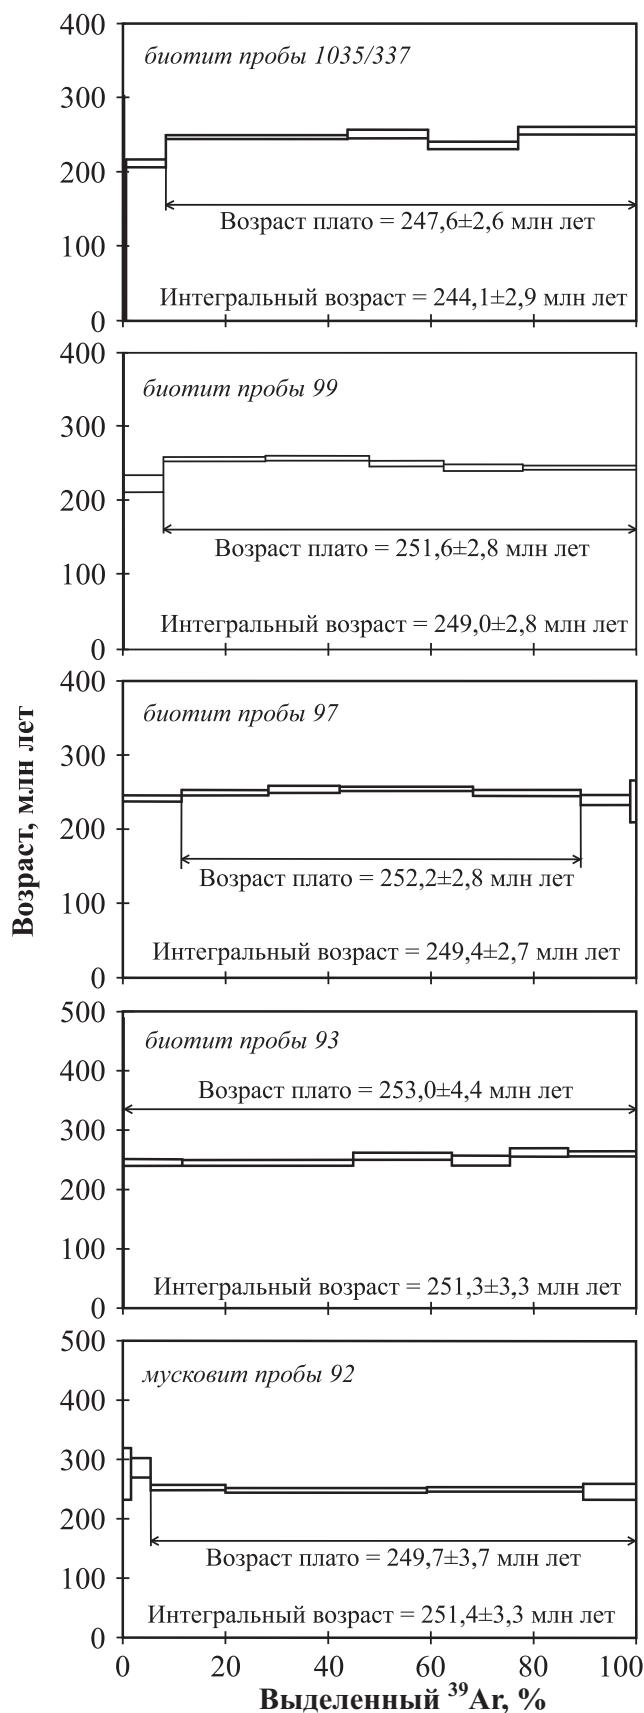 400
биотит пробы 1035/337
300
200
Возраст плато = 247,6±2,6 млн лет
100
Интегральный возраст = 244,1±2,9 млн лет
0
400
биотит пробы 99
300
200
Возраст плато = 251,6±2,8 млн лет
100
Интегральный возраст = 249,0±2,8 млн лет
0
400
биотит пробы 97
300
200
Возраст плато = 252,2±2,8 млн лет
100
Интегральный возраст = 249,4±2,7 млн лет
0
Возраст, млн лет
500
биотит пробы 93
400
Возраст плато = 253,0±4,4 млн лет
300
200
100
Интегральный возраст = 251,3±3,3 млн лет
0
500
мусковит пробы 92
400
300
200
Возраст плато = 249,7±3,7 млн лет
100
Интегральный возраст = 251,4±3,3 млн лет
0
0 20 40 60 80 100
Выделенный ³⁹Ar, %